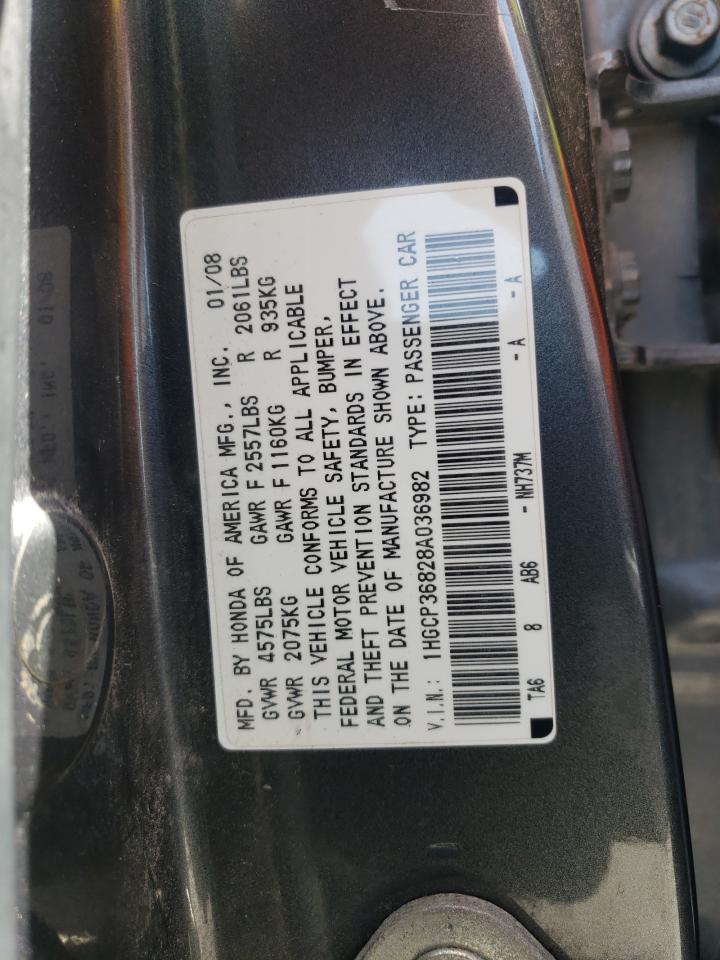 MFD. BY HONDA OF AMERICA MFG., INC. 01/08
GVWR 4575LBS GAWR F 2557LBS R 2061LBS
GVWR 2075KG GAWR F 1160KG R 935KG
THIS VEHICLE CONFORMS TO ALL APPLICABLE
FEDERAL MOTOR VEHICLE SAFETY, BUMPER,
AND THEFT PREVENTION STANDARDS IN EFFECT
ON THE DATE OF MANUFACTURE SHOWN ABOVE.
V.I.N.: 1HGCP36828A036982 TYPE: PASSENGER CAR
TA6 8 AB6 - NH737M - A - A